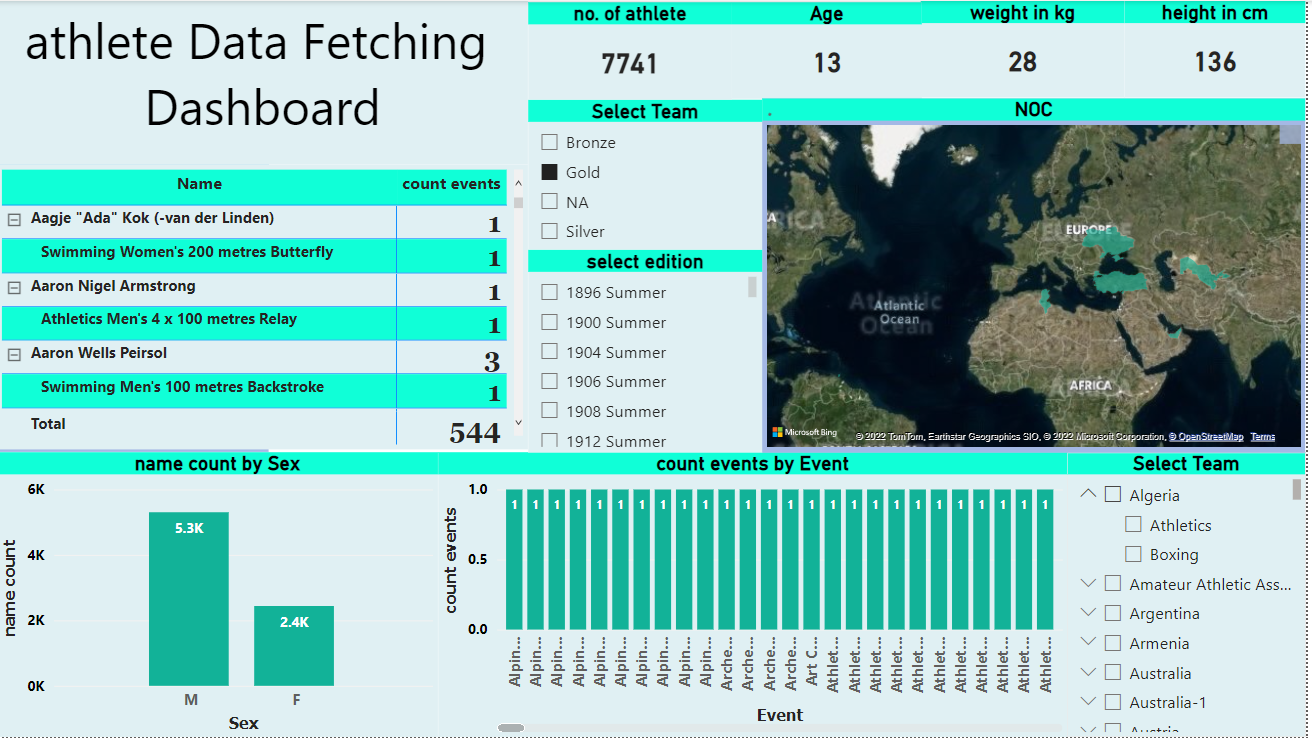 athlete Data Fetching
Dashboard
no. of athlete
7741
Age
13
weight in kg
28
height in cm
136
Select Team
Bronze
Gold
NA
Silver
select edition
1896 Summer
1900 Summer
1904 Summer
1906 Summer
1908 Summer
1912 Summer
NOC
EUROPE
Atlantic
Ocean
AFRICA
Microsoft Bing
© 2022 TomTom, Earthstar Geographics SIO, © 2022 Microsoft Corporation, © OpenStreetMap Terms
Name count events
Aagje "Ada" Kok (-van der Linden) 1
Swimming Women's 200 metres Butterfly 1
Aaron Nigel Armstrong 1
Athletics Men's 4 x 100 metres Relay 1
Aaron Wells Peirsol 3
Swimming Men's 100 metres Backstroke 1
Total 544
name count by Sex
name count
6K
4K
2K
0K
5.3K
2.4K
M F
Sex
count events by Event
count events
1.0
0.5
0.0
1 1 1 1 1 1 1 1 1 1 1 1 1 1 1 1 1 1 1 1 1 1 1 1 1 1
Alpin... Alpin... Alpin... Alpin... Alpin... Alpin... Alpin... Alpin... Alpin... Alpin... Arche... Arche... Arche... Arche... Art C... Athlet... Athlet... Athlet... Athlet... Athlet... Athlet... Athlet... Athlet... Athlet... Athlet... Athlet...
Event
Select Team
Algeria
Athletics
Boxing
Amateur Athletic Ass...
Argentina
Armenia
Australia
Australia-1
Austria